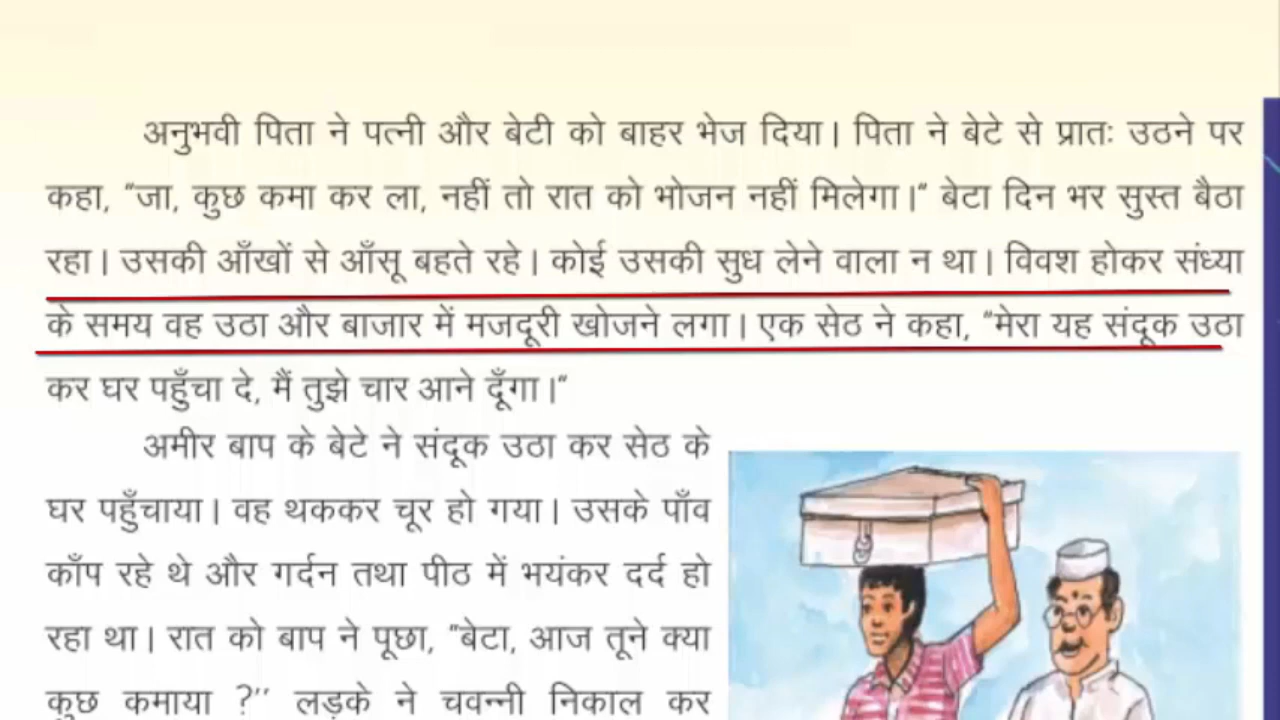 अनुभवी पिता ने पत्नी और बेटी को बाहर भेज दिया। पिता ने बेटे से प्रातः उठने पर
कहा, “जा, कुछ कमा कर ला, नहीं तो रात को भोजन नहीं मिलेगा।” बेटा दिन भर सुस्त बैठा
रहा। उसकी आँखों से आँसू बहते रहे। कोई उसकी सुध लेने वाला न था। विवश होकर संध्या
के समय वह उठा और बाजार में मजदूरी खोजने लगा। एक सेठ ने कहा, “मेरा यह संदूक उठा
कर घर पहुँचा दे, मैं तुझे चार आने दूँगा।”
अमीर बाप के बेटे ने संदूक उठा कर सेठ के
घर पहुँचाया। वह थककर चूर हो गया। उसके पाँव
काँप रहे थे और गर्दन तथा पीठ में भयंकर दर्द हो
रहा था। रात को बाप ने पूछा, “बेटा, आज तूने क्या
कुछ कमाया ?’’ लड़के ने चवन्नी निकाल कर